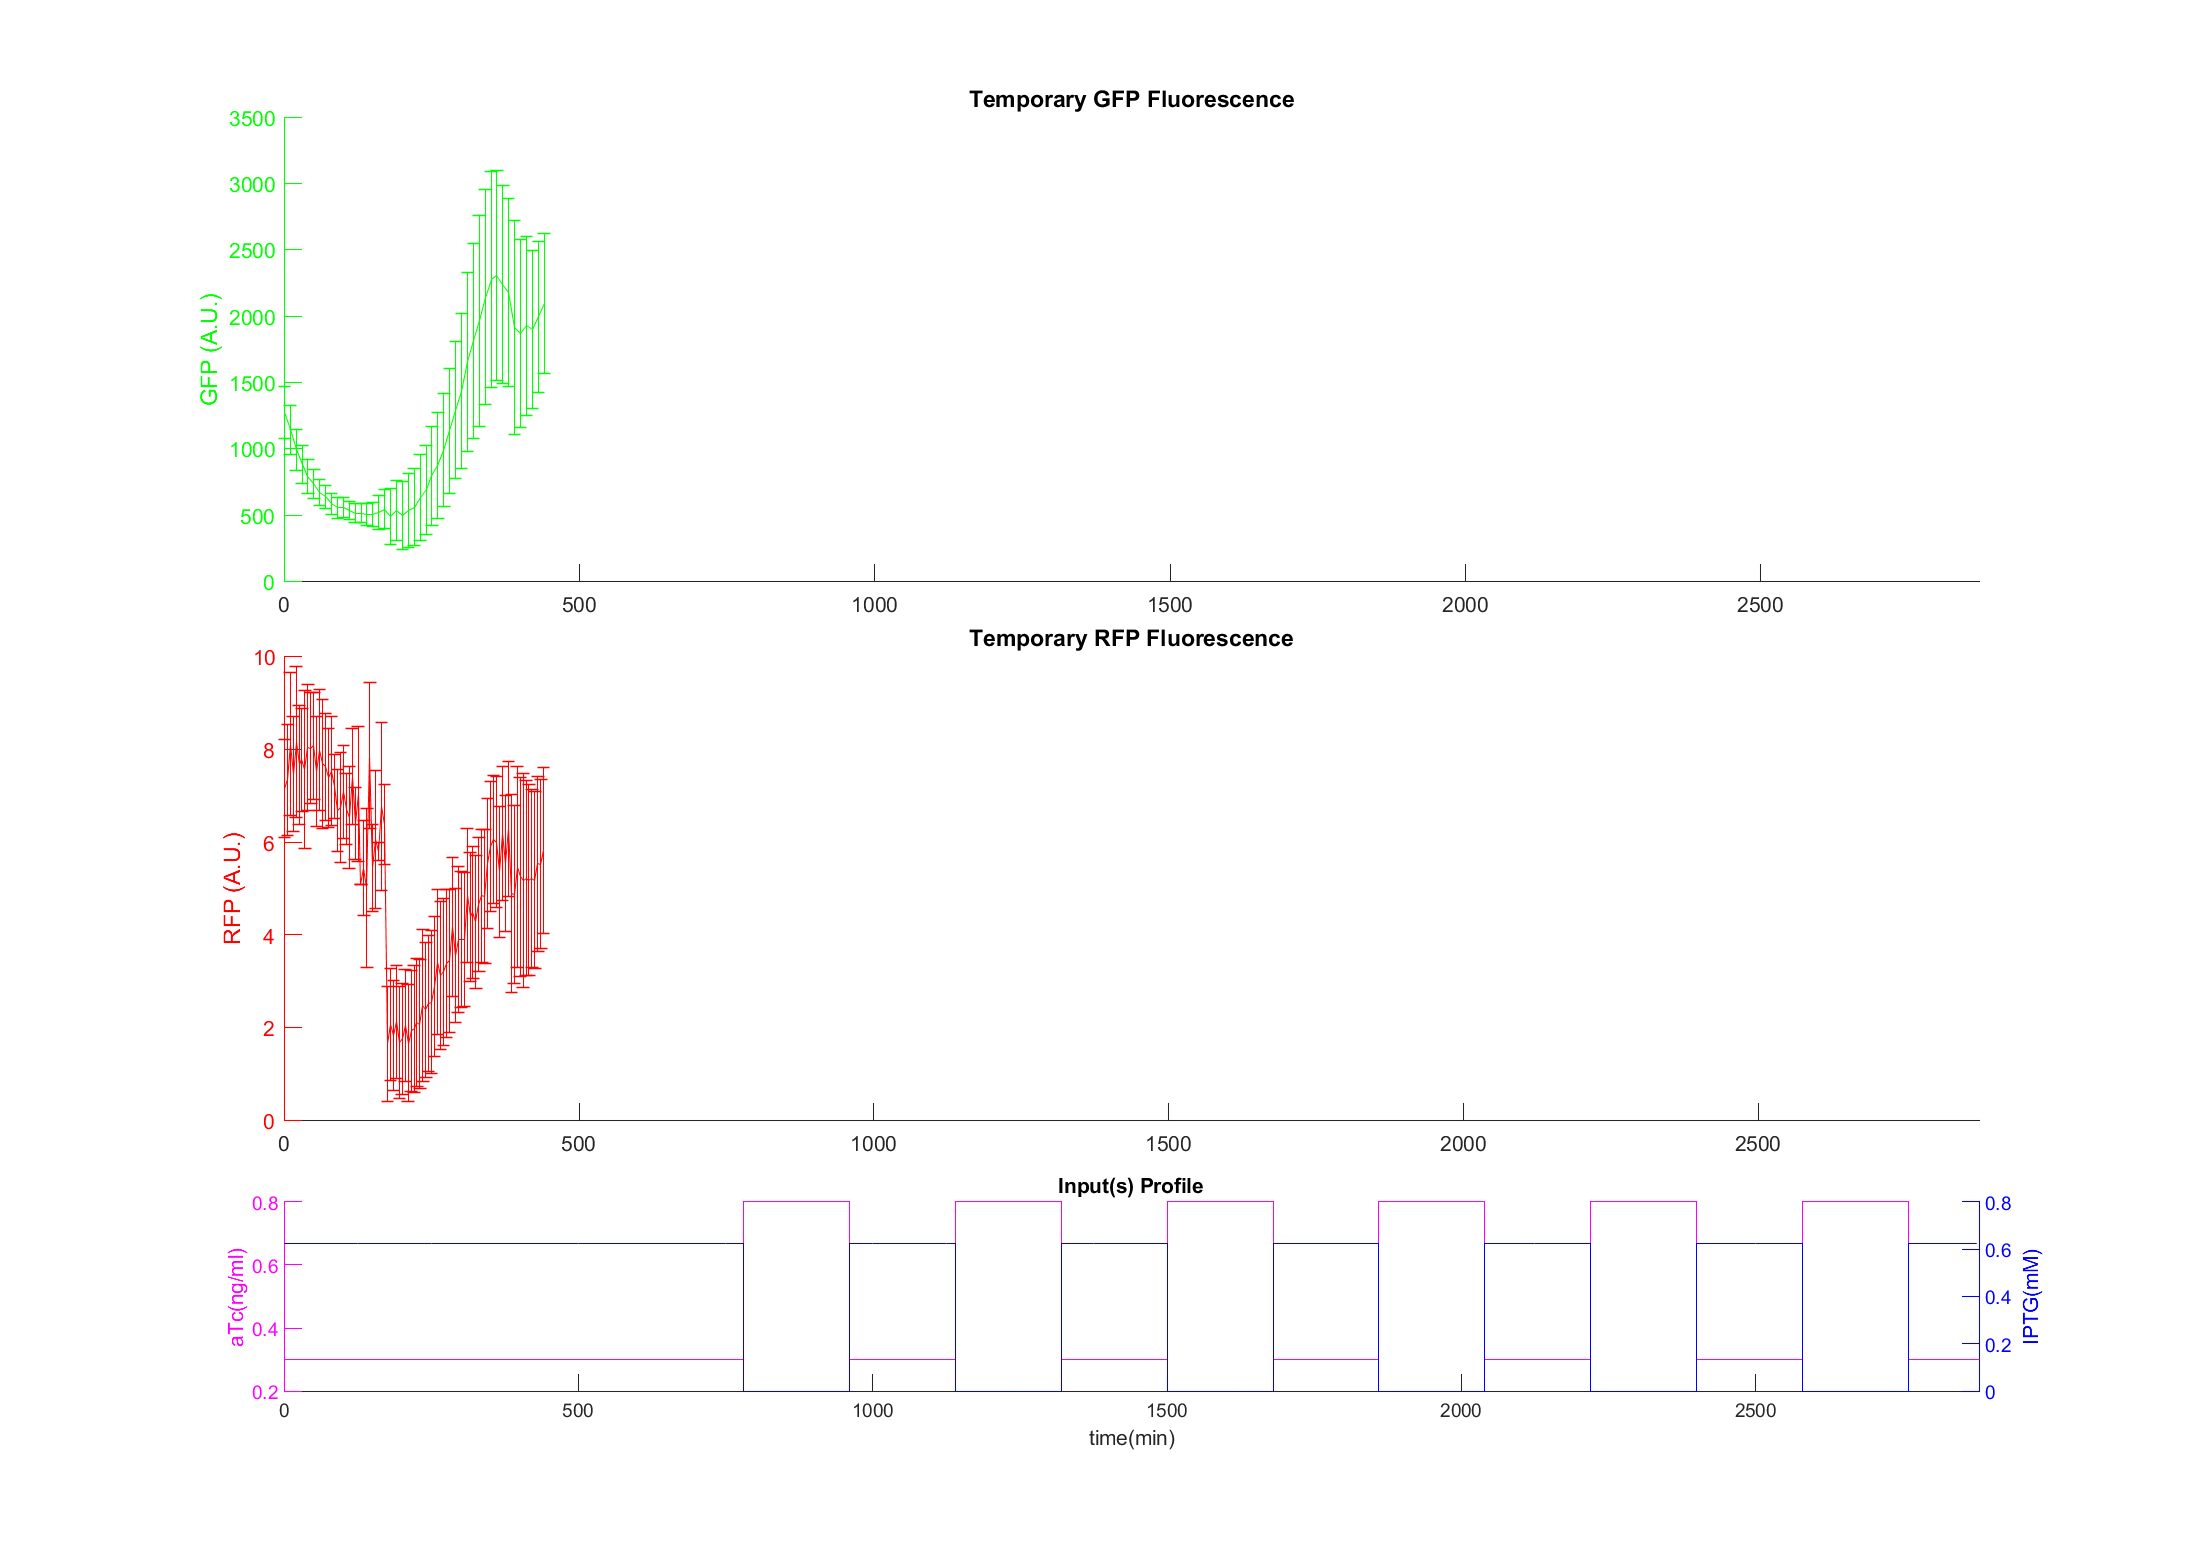 Temporary GFP Fluorescence
3500
3000
2500
2000
1500
1000
500
0
GFP (A.U.)
0 500 1000 1500 2000 2500
Temporary RFP Fluorescence
10
8
6
4
2
0
RFP (A.U.)
0 500 1000 1500 2000 2500
Input(s) Profile
0.8
0.6
0.4
0.2
aTc(ng/ml)
0.8
0.6
0.4
0.2
0
IPTG(mM)
0 500 1000 1500 2000 2500
time(min)